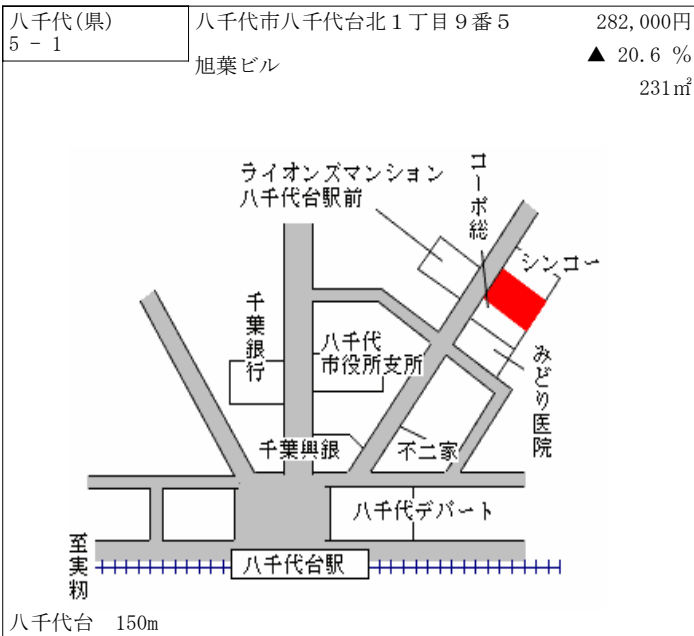 八千代(県)
5 - 1
八千代市八千代台北１丁目９番５
旭葉ビル
282,000円
▲ 20.6 %
231㎡
ライオンズマンション
八千代台駅前
コーポ総
シンコー
千葉銀行
八千代
市役所支所
みどり医院
千葉興銀
不二家
八千代デパート
至実籾
八千代台駅
八千代台　150m